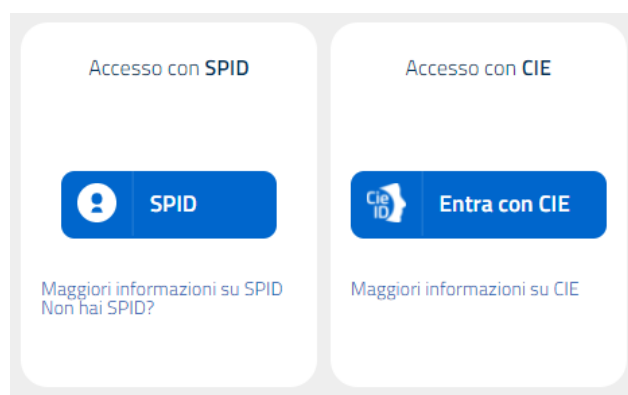 Accesso con SPID
SPID
Maggiori informazioni su SPID
Non hai SPID?
Accesso con CIE
Cie
ID
Entra con CIE
Maggiori informazioni su CIE